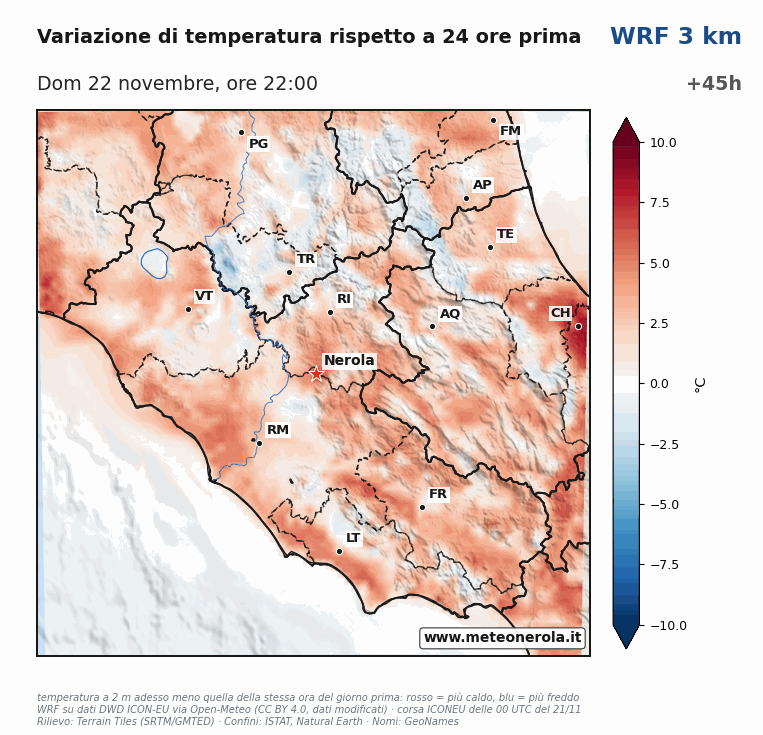 Variazione di temperatura rispetto a 24 ore prima
WRF 3 km
Dom 22 novembre, ore 22:00
+45h
PG
FM
AP
TE
TR
VT
RI
AQ
CH
Nerola
RM
FR
LT
10.0
7.5
5.0
2.5
0.0
−2.5
−5.0
−7.5
−10.0
°C
www.meteonerola.it
temperatura a 2 m adesso meno quella della stessa ora del giorno prima: rosso = più caldo, blu = più freddo
WRF su dati DWD ICON-EU via Open-Meteo (CC BY 4.0, dati modificati) · corsa ICONEU delle 00 UTC del 21/11
Rilievo: Terrain Tiles (SRTM/GMTED) · Confini: ISTAT, Natural Earth · Nomi: GeoNames